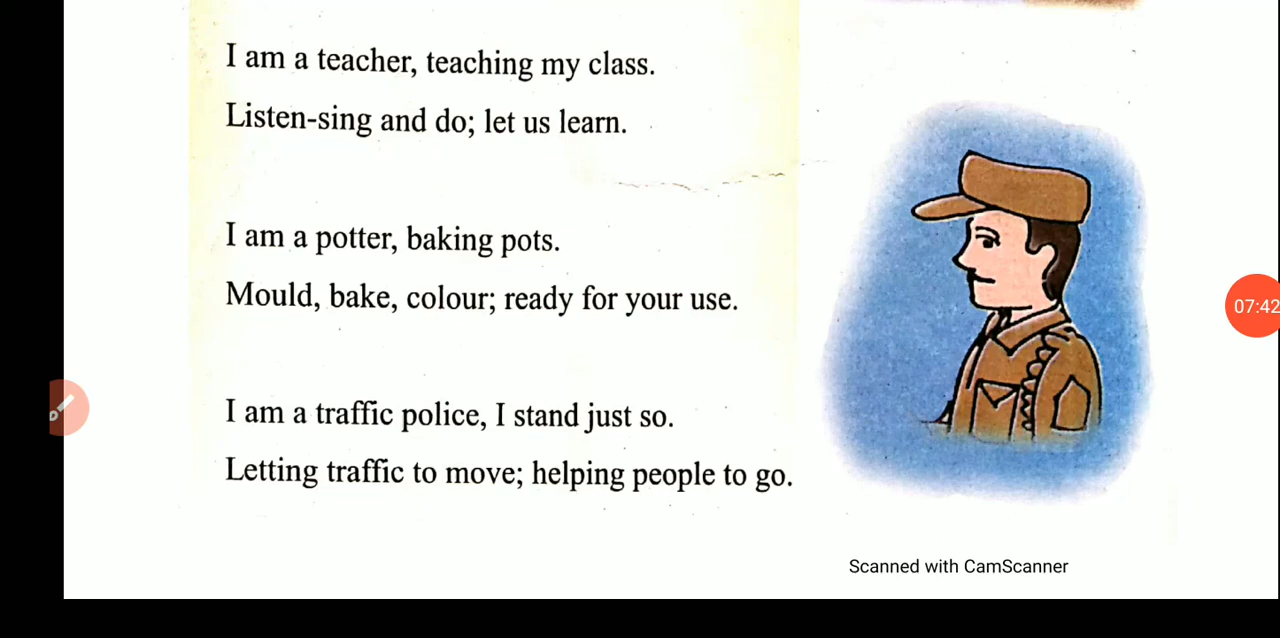 I am a teacher, teaching my class.
Listen-sing and do; let us learn.
I am a potter, baking pots.
Mould, bake, colour; ready for your use.
I am a traffic police, I stand just so.
Letting traffic to move; helping people to go.
07:42
Scanned with CamScanner